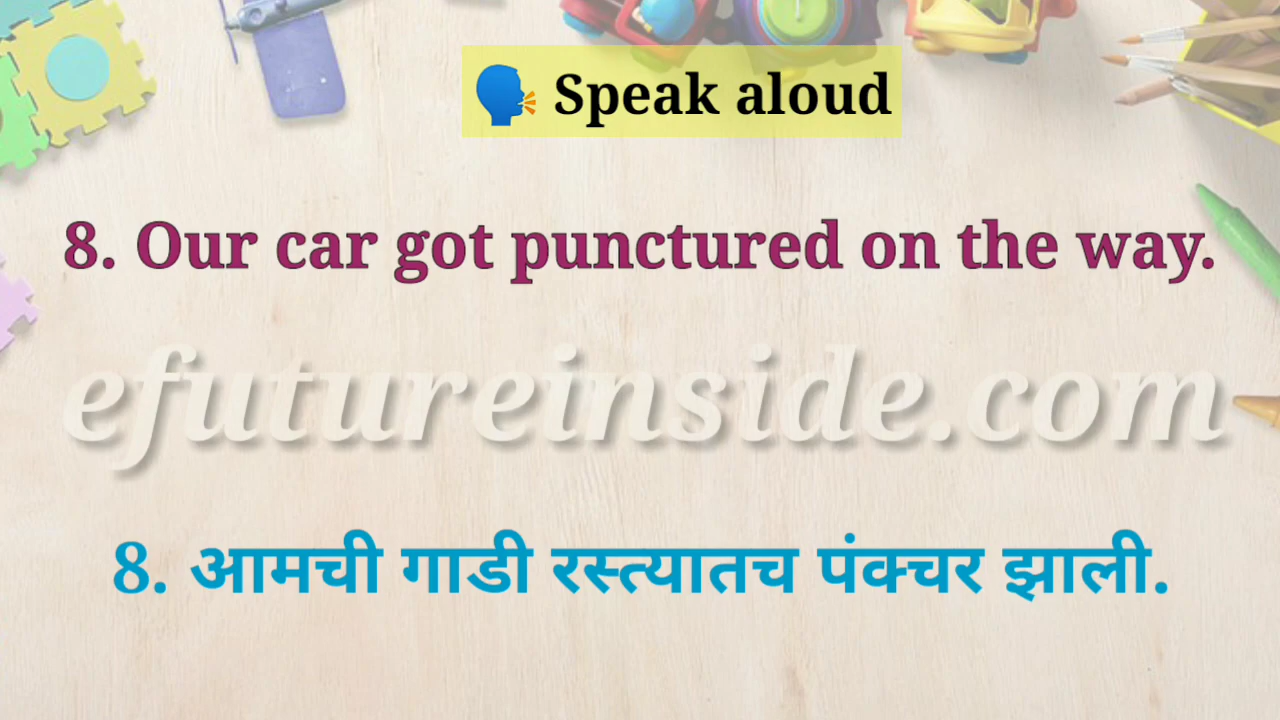 🗣 Speak aloud
8. Our car got punctured on the way.
efutureinside.com
8. आमची गाडी रस्त्यातच पंक्चर झाली.